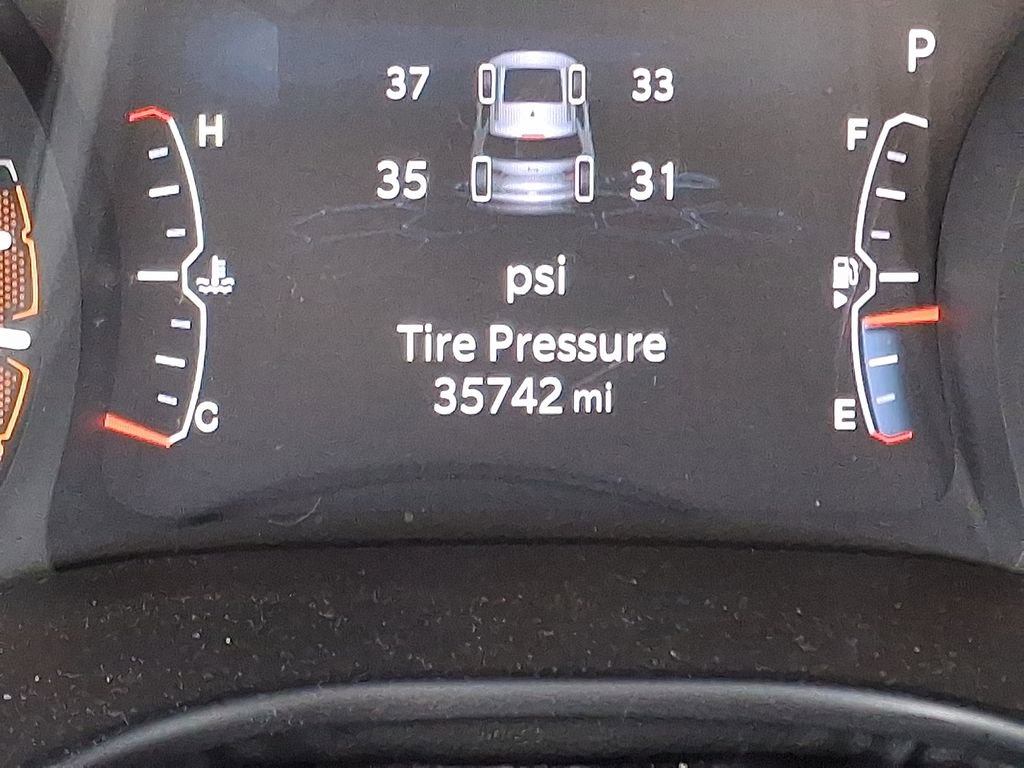 P
37 33
H F
35 31
psi
Tire Pressure
35742 mi
C E